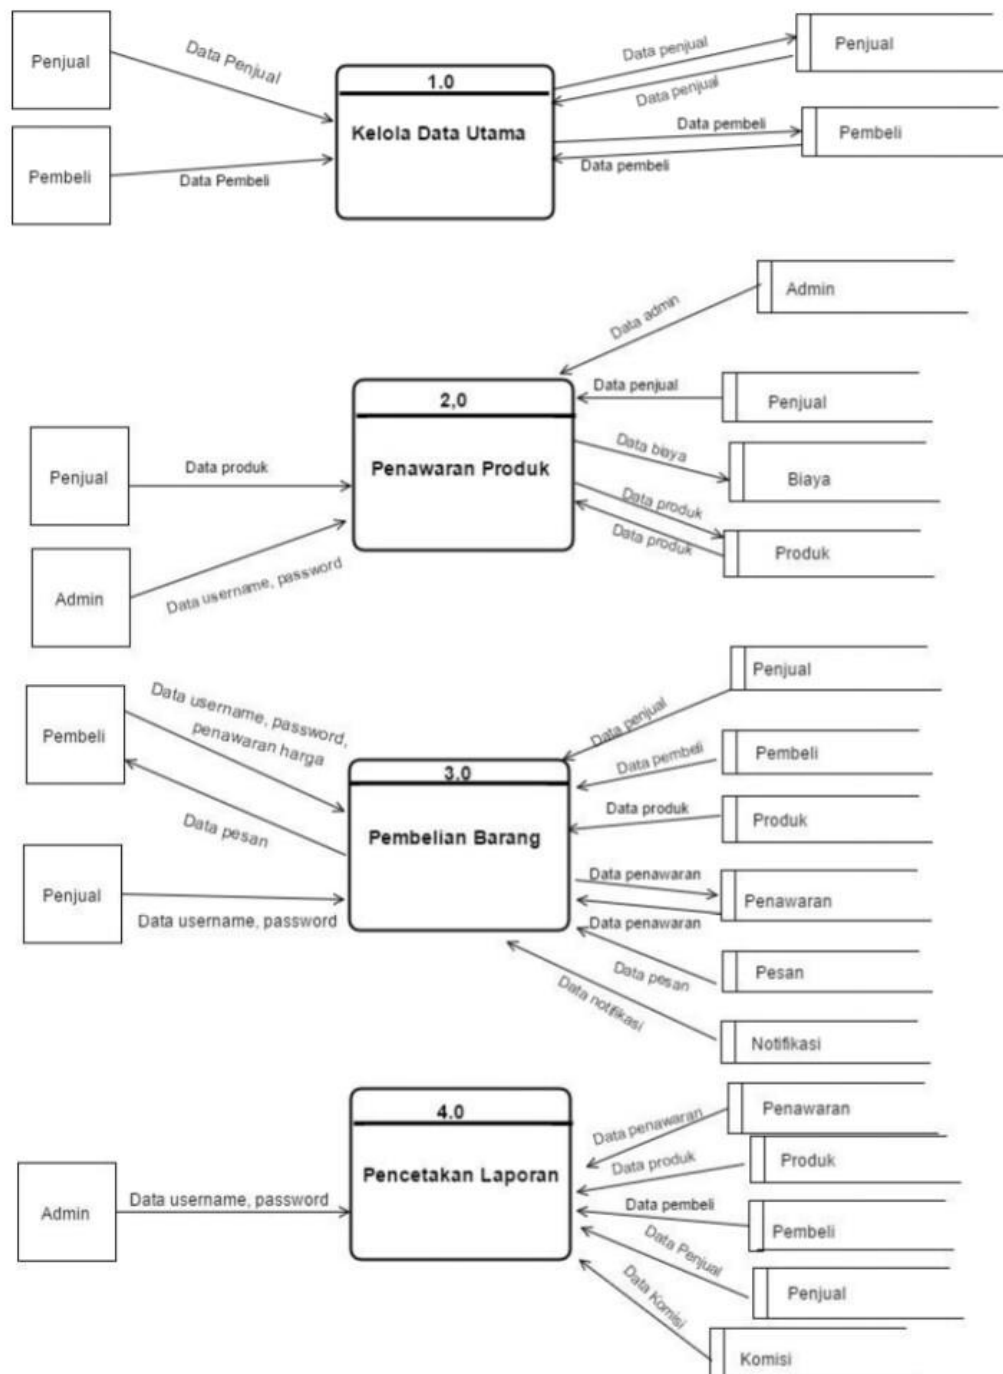 Penjual
Data Penjual
1.0
Kelola Data Utama
Data penjual
Data penjual
Penjual
Pembeli
Data Pembeli
Data pembeli
Data pembeli
Pembeli
Data admin
Admin
2,0
Penawaran Produk
Data penjual
Penjual
Penjual
Data produk
Data biaya
Biaya
Data produk
Data produk
Produk
Admin
Data username, password
Pembeli
Data username, password,
penawaran harga
Data pesan
3.0
Pembelian Barang
Data penjual
Penjual
Data pembeli
Pembeli
Data produk
Produk
Penjual
Data username, password
Data penawaran
Data penawaran
Penawaran
Data pesan
Pesan
Data notifikasi
Notifikasi
4.0
Pencetakan Laporan
Admin
Data username, password
Data penawaran
Penawaran
Data produk
Produk
Data pembeli
Pembeli
Data Penjual
Penjual
Data Komisi
Komisi